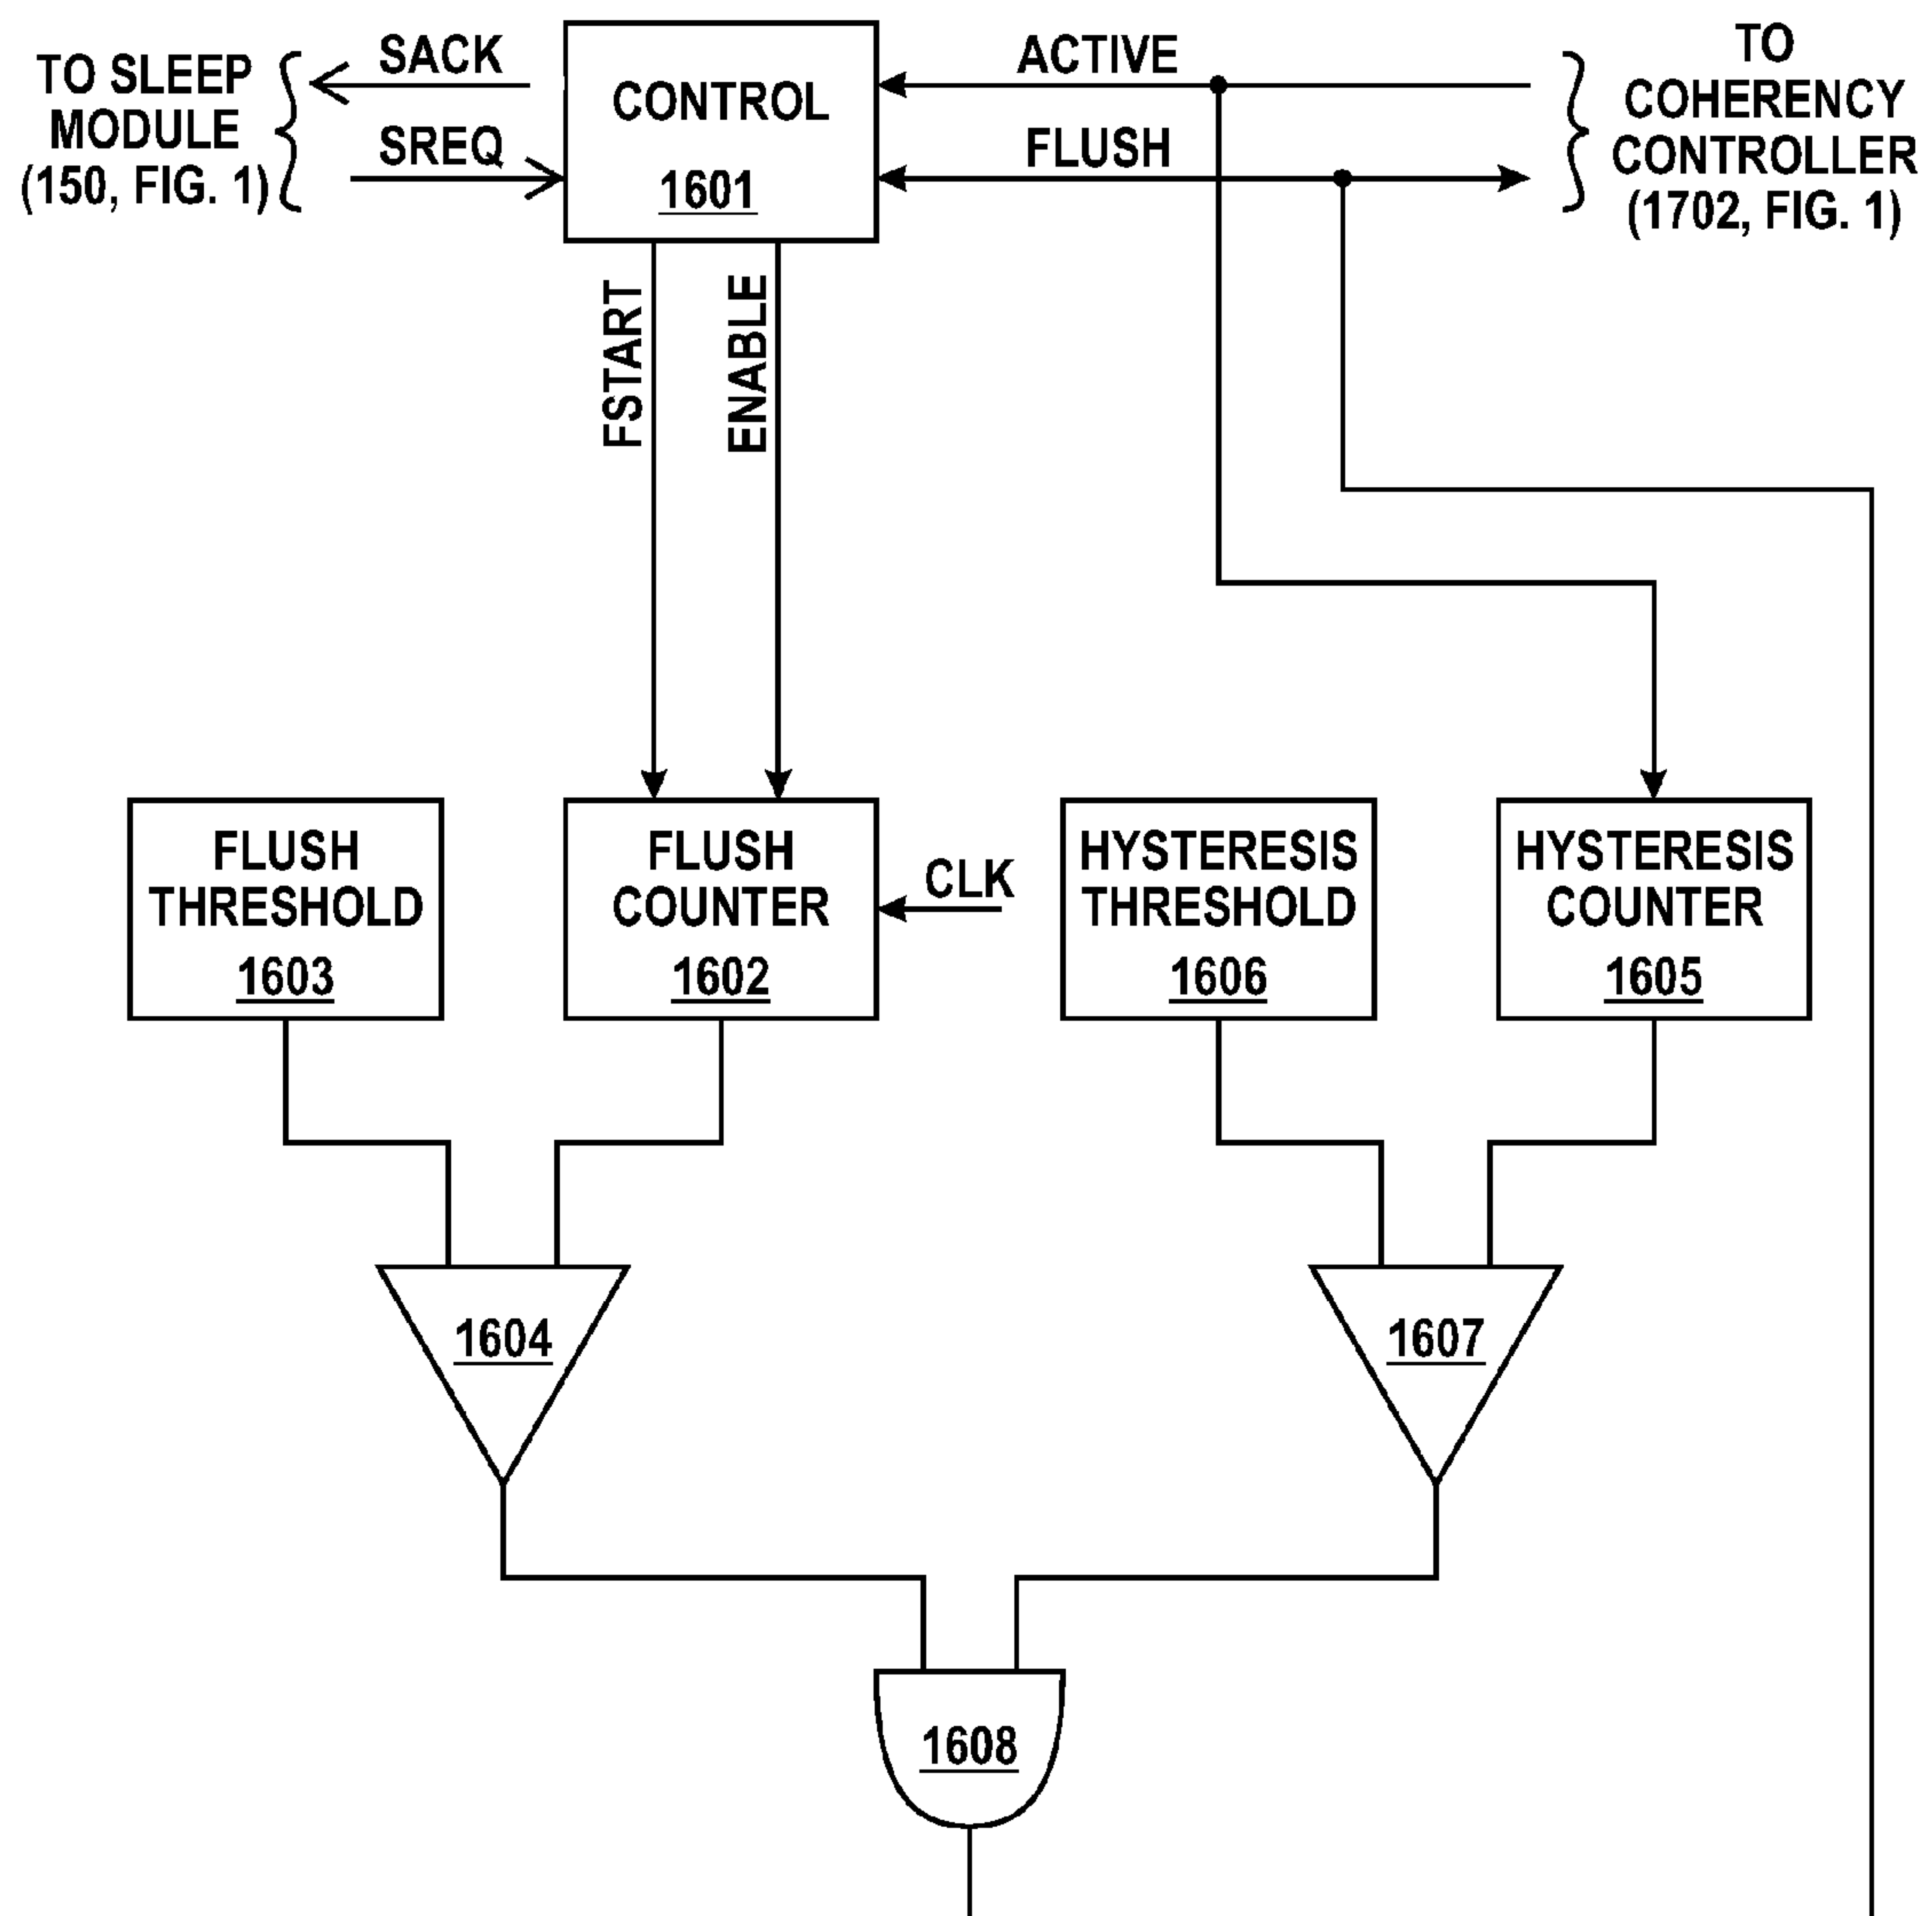 TO SLEEP
MODULE
(150, FIG. 1)
SACK
SREQ
CONTROL
1601
ACTIVE
FLUSH
TO
COHERENCY
CONTROLLER
(1702, FIG. 1)
FSTART
ENABLE
FLUSH
THRESHOLD
1603
FLUSH
COUNTER
1602
CLK
HYSTERESIS
THRESHOLD
1606
HYSTERESIS
COUNTER
1605
1604
1607
1608